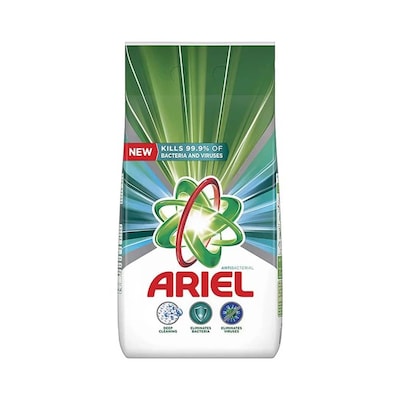 NEW
KILLS 99.9% OF
BACTERIA AND VIRUSES
ANTIBACTERIAL
ARIEL
DEEP
CLEANING
ELIMINATES
BACTERIA
ELIMINATES
VIRUSES